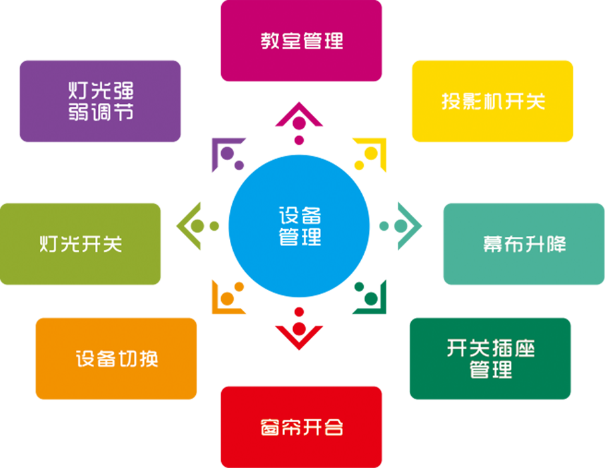 教室管理
灯光强
弱调节
投影机开关
设备
管理
灯光开关
幕布升降
设备切换
开关插座
管理
窗帘开合